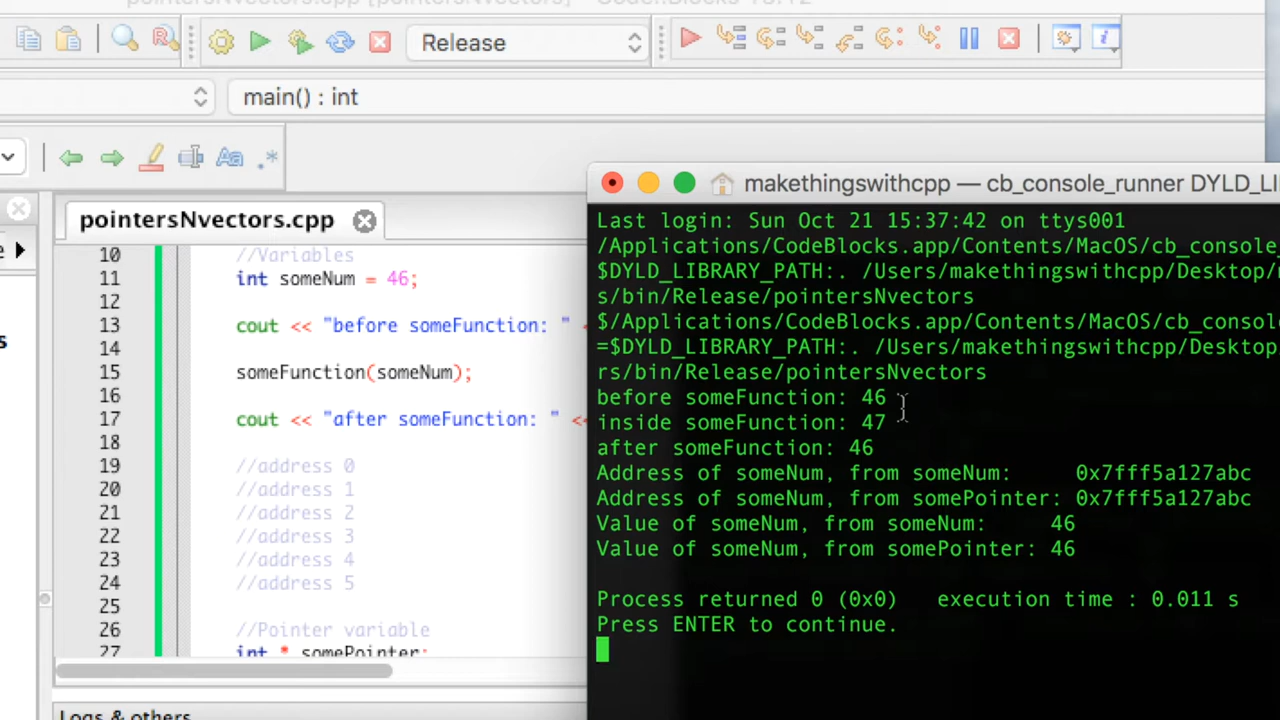 pointersNvectors.cpp [pointersNvectors]
Release
main() : int
pointersNvectors.cpp
10 //Variables
11 int someNum = 46;
12
13 cout << "before someFunction: "
14
15 someFunction(someNum);
16
17 cout << "after someFunction: " <<
18
19 //address 0
20 //address 1
21 //address 2
22 //address 3
23 //address 4
24 //address 5
25
26 //Pointer variable
27 int * somePointer;
Logs & others
makethingswithcpp — cb_console_runner DYLD_LI
Last login: Sun Oct 21 15:37:42 on ttys001
/Applications/CodeBlocks.app/Contents/MacOS/cb_console_
$DYLD_LIBRARY_PATH:. /Users/makethingswithcpp/Desktop/
s/bin/Release/pointersNvectors
$/Applications/CodeBlocks.app/Contents/MacOS/cb_consol
=$DYLD_LIBRARY_PATH:. /Users/makethingswithcpp/Desktop
rs/bin/Release/pointersNvectors
before someFunction: 46
inside someFunction: 47
after someFunction: 46
Address of someNum, from someNum: 0x7fff5a127abc
Address of someNum, from somePointer: 0x7fff5a127abc
Value of someNum, from someNum: 46
Value of someNum, from somePointer: 46
Process returned 0 (0x0) execution time : 0.011 s
Press ENTER to continue.